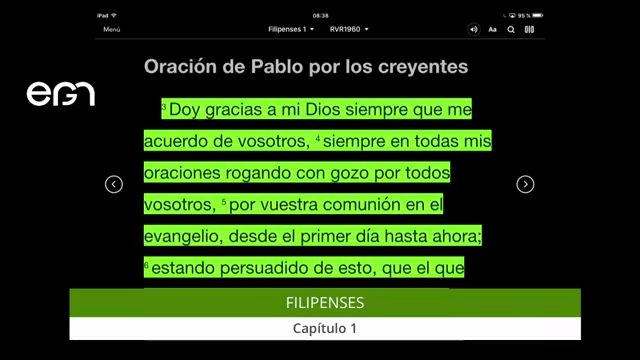 iPad
08:38
95 %
Menú
Filipenses 1
RVR1960
Aa
Oración de Pablo por los creyentes
egn
3 Doy gracias a mi Dios siempre que me
acuerdo de vosotros, 4 siempre en todas mis
oraciones rogando con gozo por todos
vosotros, 5 por vuestra comunión en el
evangelio, desde el primer día hasta ahora;
6 estando persuadido de esto, que el que
FILIPENSES
Capítulo 1